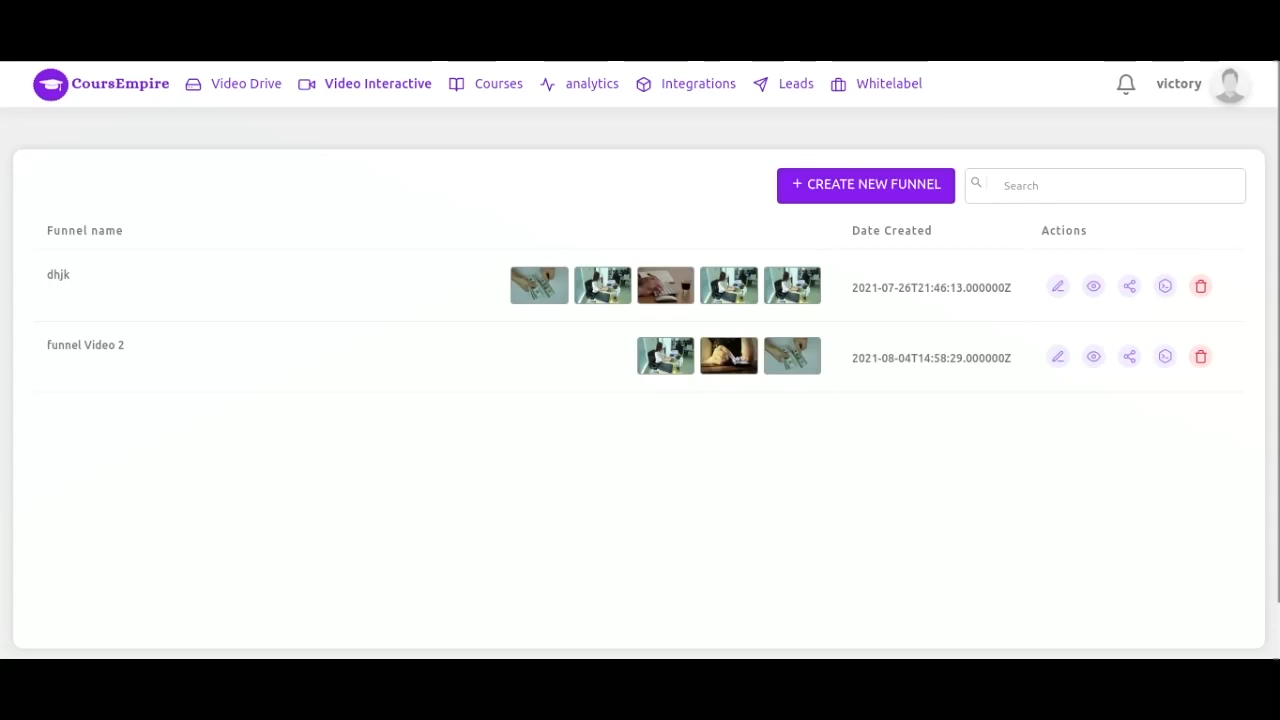 CoursEmpire Video Drive Video Interactive Courses analytics Integrations Leads Whitelabel victory
+ CREATE NEW FUNNEL Search
Funnel name Date Created Actions
dhjk 2021-07-26T21:46:13.000000Z
funnel Video 2 2021-08-04T14:58:29.000000Z